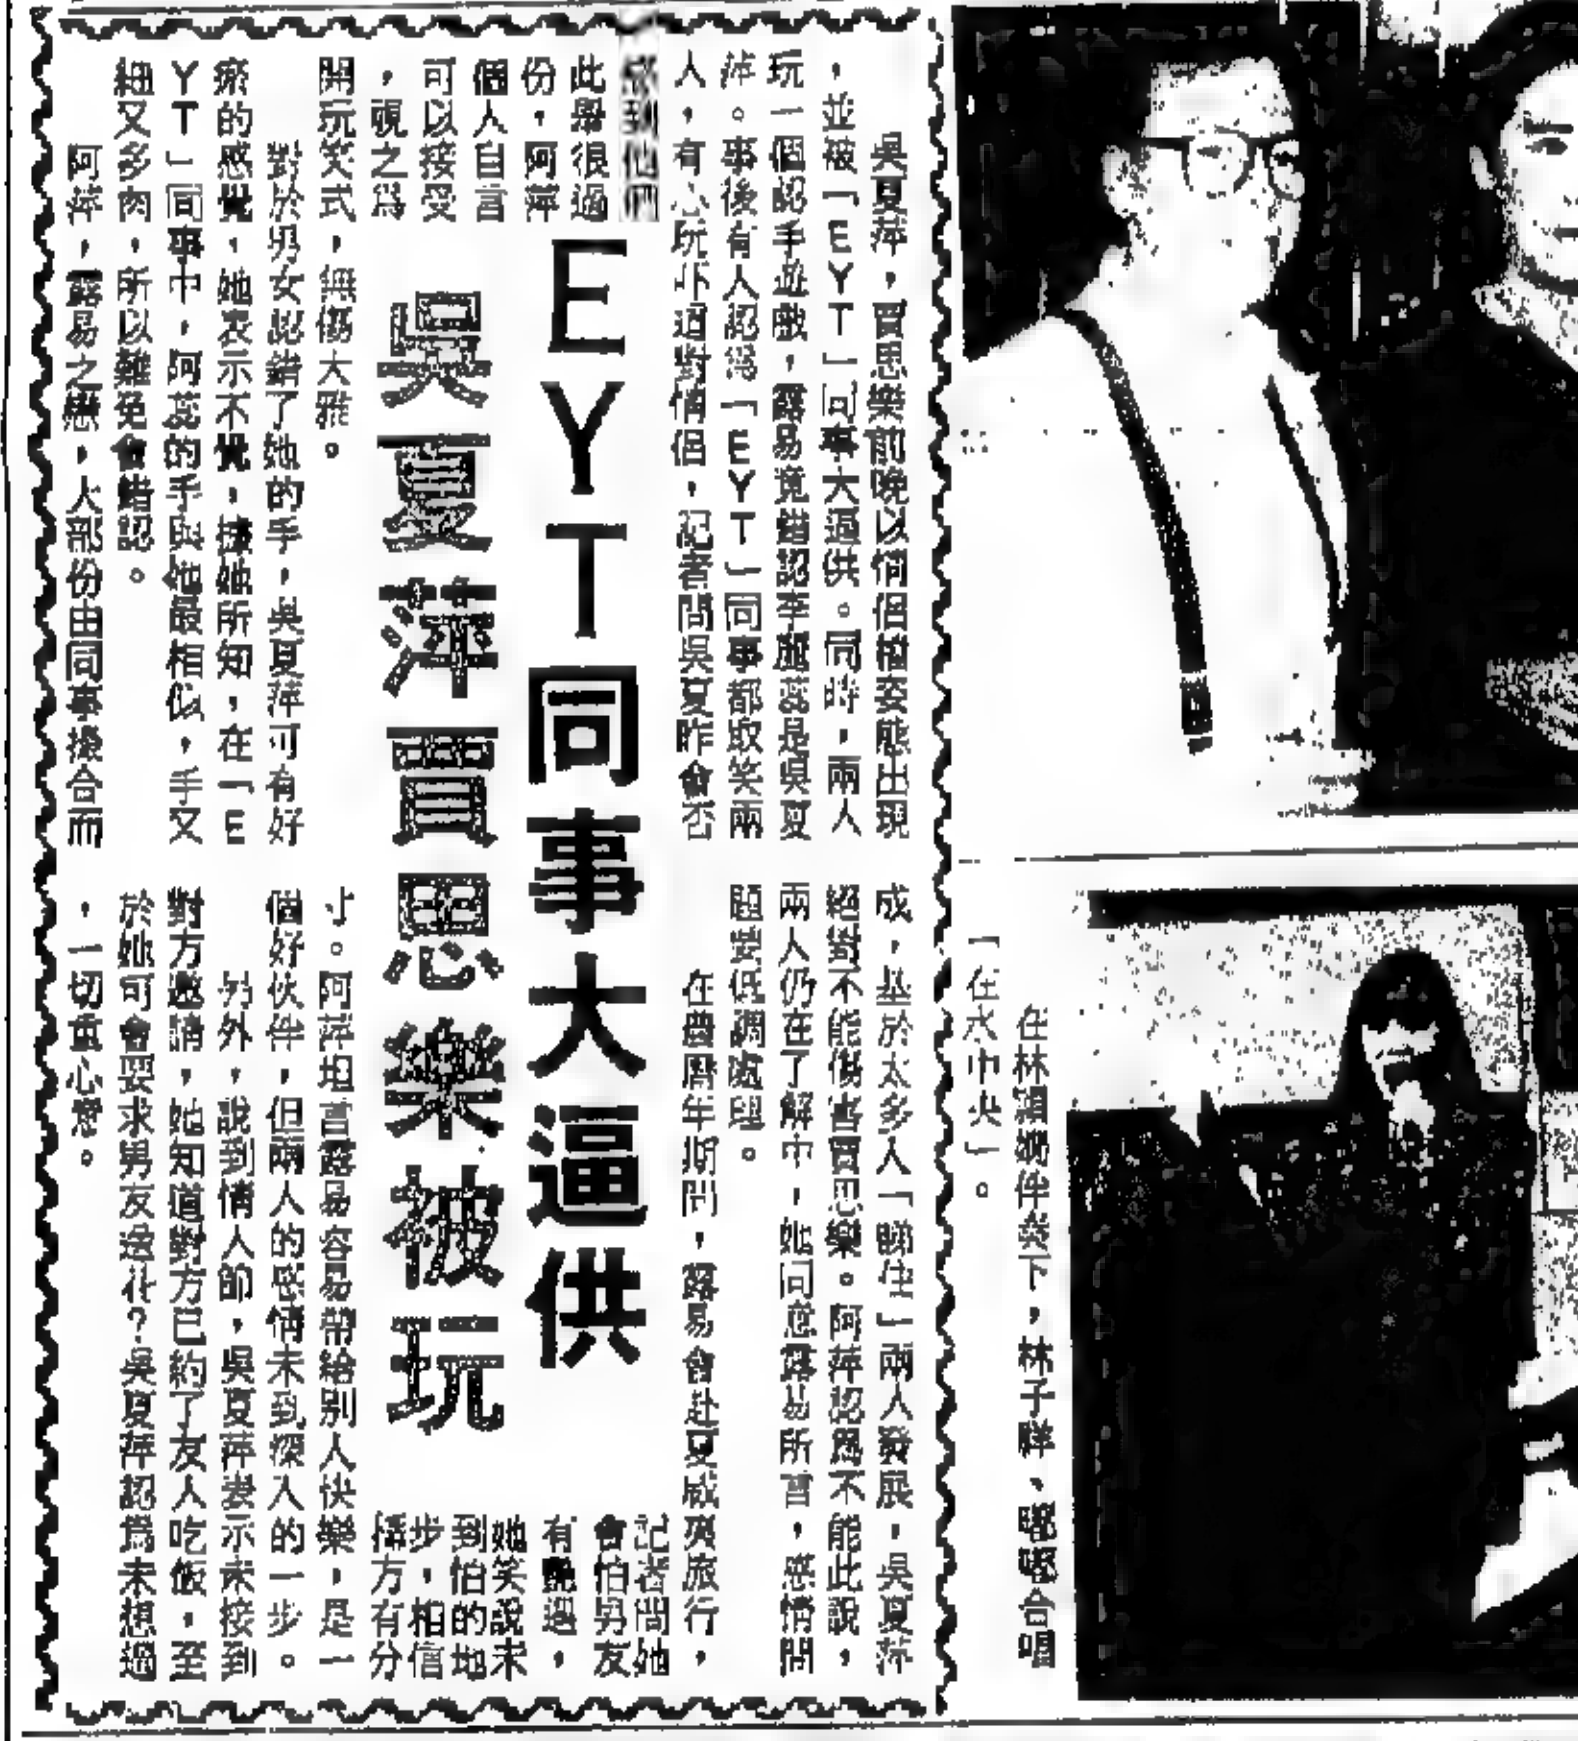 EYT同事大逼供
吳夏萍賈思樂被玩
吳夏萍，賈思樂前晚以情侶檔姿態出現
，並被「EYT」同事大逼供。同時，兩人
玩一個認手遊戲，露易竟錯認李麗蕊是吳夏
萍。事後有人認為「EYT」同事都取笑兩
人，有心玩吓這對情侶，記者問吳夏昨會否
感到他們
此舉很過
份，阿萍
個人自言
可以接受
，視之為
開玩笑式，無傷大雅。
對於男女認錯了她的手，吳夏萍可有好
瘀的感覺，她表示不覺，據她所知，在「E
YT」同事中，阿蕊的手與他最相似，手又
細又多肉，所以難免會錯認。
阿萍，露易之戀，大部份由同事撮合而
成，基於太多人「睇住」兩人發展，吳夏萍
絕對不能傷害賈思樂。阿萍認為不能此說，
兩人仍在了解中，她同意露易所言，感情問
題要低調處理。
在農曆年期間，露易會赴夏威夷旅行，
記者問她
會怕男友
有艷遇，
她笑說未
到怕的地
步，相信
對方有分
寸。阿萍坦言露易容易帶給別人快樂，是一
個好伙伴，但兩人的感情未到深入的一步。
另外，說到情人節，吳夏萍表示未接到
對方邀請，她知道對方已約了友人吃飯，至
於她可會要求男友送花？吳夏萍認為未想過
，一切重心意。
在林穎嫻伴奏下，林子祥、嘟嘟合唱
「在水中央」。